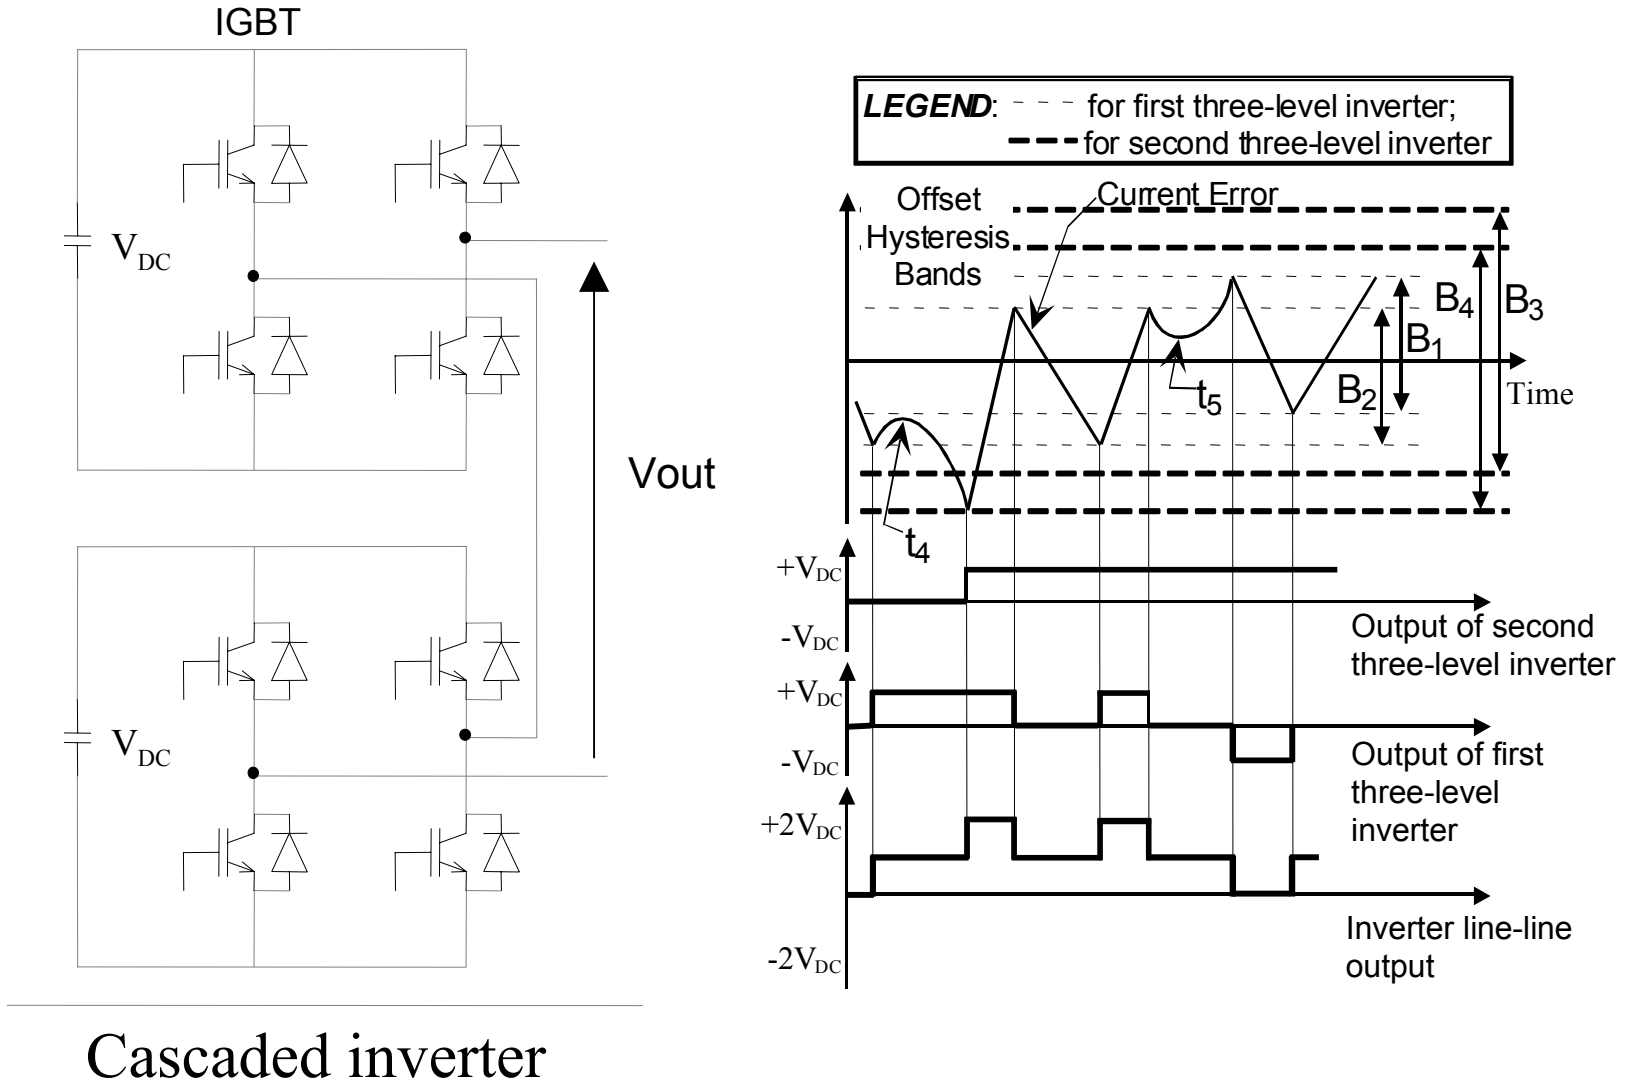 IGBT
V_DC
Vout
V_DC
Cascaded inverter
LEGEND: - - - for first three-level inverter;
for second three-level inverter
Offset
Hysteresis
Bands
Current Error
B4
B3
B1
B2
Time
t5
t4
+V_DC
-V_DC
Output of second
three-level inverter
+V_DC
-V_DC
Output of first
three-level
inverter
+2V_DC
-2V_DC
Inverter line-line
output